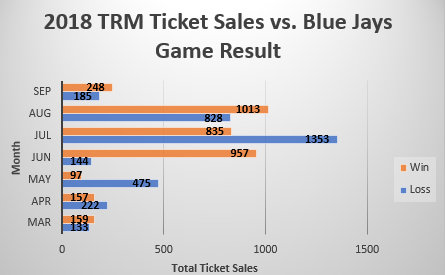 2018 TRM Ticket Sales vs. Blue Jays
Game Result
SEP
248
185
AUG
1013
828
JUL
835
1353
JUN
957
144
MAY
97
475
APR
157
222
MAR
159
133
Month
Win
Loss
0 500 1000 1500
Total Ticket Sales